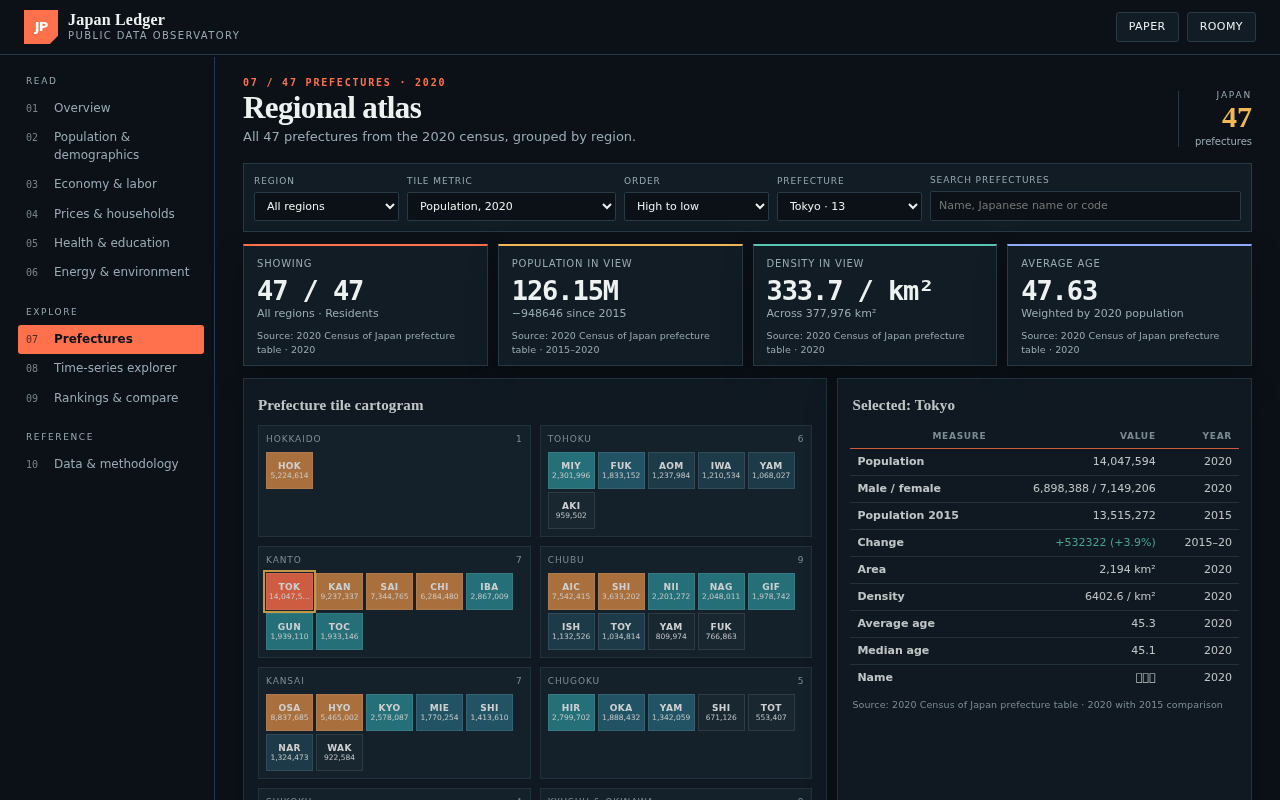 JP
Japan Ledger
PUBLIC DATA OBSERVATORY
PAPER
ROOMY
READ
01 Overview
02 Population &
demographics
03 Economy & labor
04 Prices & households
05 Health & education
06 Energy & environment
EXPLORE
07 Prefectures
08 Time-series explorer
09 Rankings & compare
REFERENCE
10 Data & methodology
07 / 47 PREFECTURES · 2020
Regional atlas
All 47 prefectures from the 2020 census, grouped by region.
JAPAN
47
prefectures
REGION
All regions
TILE METRIC
Population, 2020
ORDER
High to low
PREFECTURE
Tokyo · 13
SEARCH PREFECTURES
Name, Japanese name or code
SHOWING
47 / 47
All regions · Residents
Source: 2020 Census of Japan prefecture
table · 2020
POPULATION IN VIEW
126.15M
−948646 since 2015
Source: 2020 Census of Japan prefecture
table · 2015–2020
DENSITY IN VIEW
333.7 / km²
Across 377,976 km²
Source: 2020 Census of Japan prefecture
table · 2020
AVERAGE AGE
47.63
Weighted by 2020 population
Source: 2020 Census of Japan prefecture
table · 2020
Prefecture tile cartogram
HOKKAIDO 1
HOK
5,224,614
TOHOKU 6
MIY FUK AOM IWA YAM
2,301,996 1,833,152 1,237,984 1,210,534 1,068,027
AKI
959,502
KANTO 7
TOK KAN SAI CHI IBA
14,047,5... 9,237,337 7,344,765 6,284,480 2,867,009
GUN TOC
1,939,110 1,933,146
CHUBU 9
AIC SHI NII NAG GIF
7,542,415 3,633,202 2,201,272 2,048,011 1,978,742
ISH TOY YAM FUK
1,132,526 1,034,814 809,974 766,863
KANSAI 7
OSA HYO KYO MIE SHI
8,837,685 5,465,002 2,578,087 1,770,254 1,413,610
NAR WAK
1,324,473 922,584
CHUGOKU 5
HIR OKA YAM SHI TOT
2,799,702 1,888,432 1,342,059 671,126 553,407
Selected: Tokyo
MEASURE VALUE YEAR
Population 14,047,594 2020
Male / female 6,898,388 / 7,149,206 2020
Population 2015 13,515,272 2015
Change +532322 (+3.9%) 2015–20
Area 2,194 km² 2020
Density 6402.6 / km² 2020
Average age 45.3 2020
Median age 45.1 2020
Name 2020
Source: 2020 Census of Japan prefecture table · 2020 with 2015 comparison